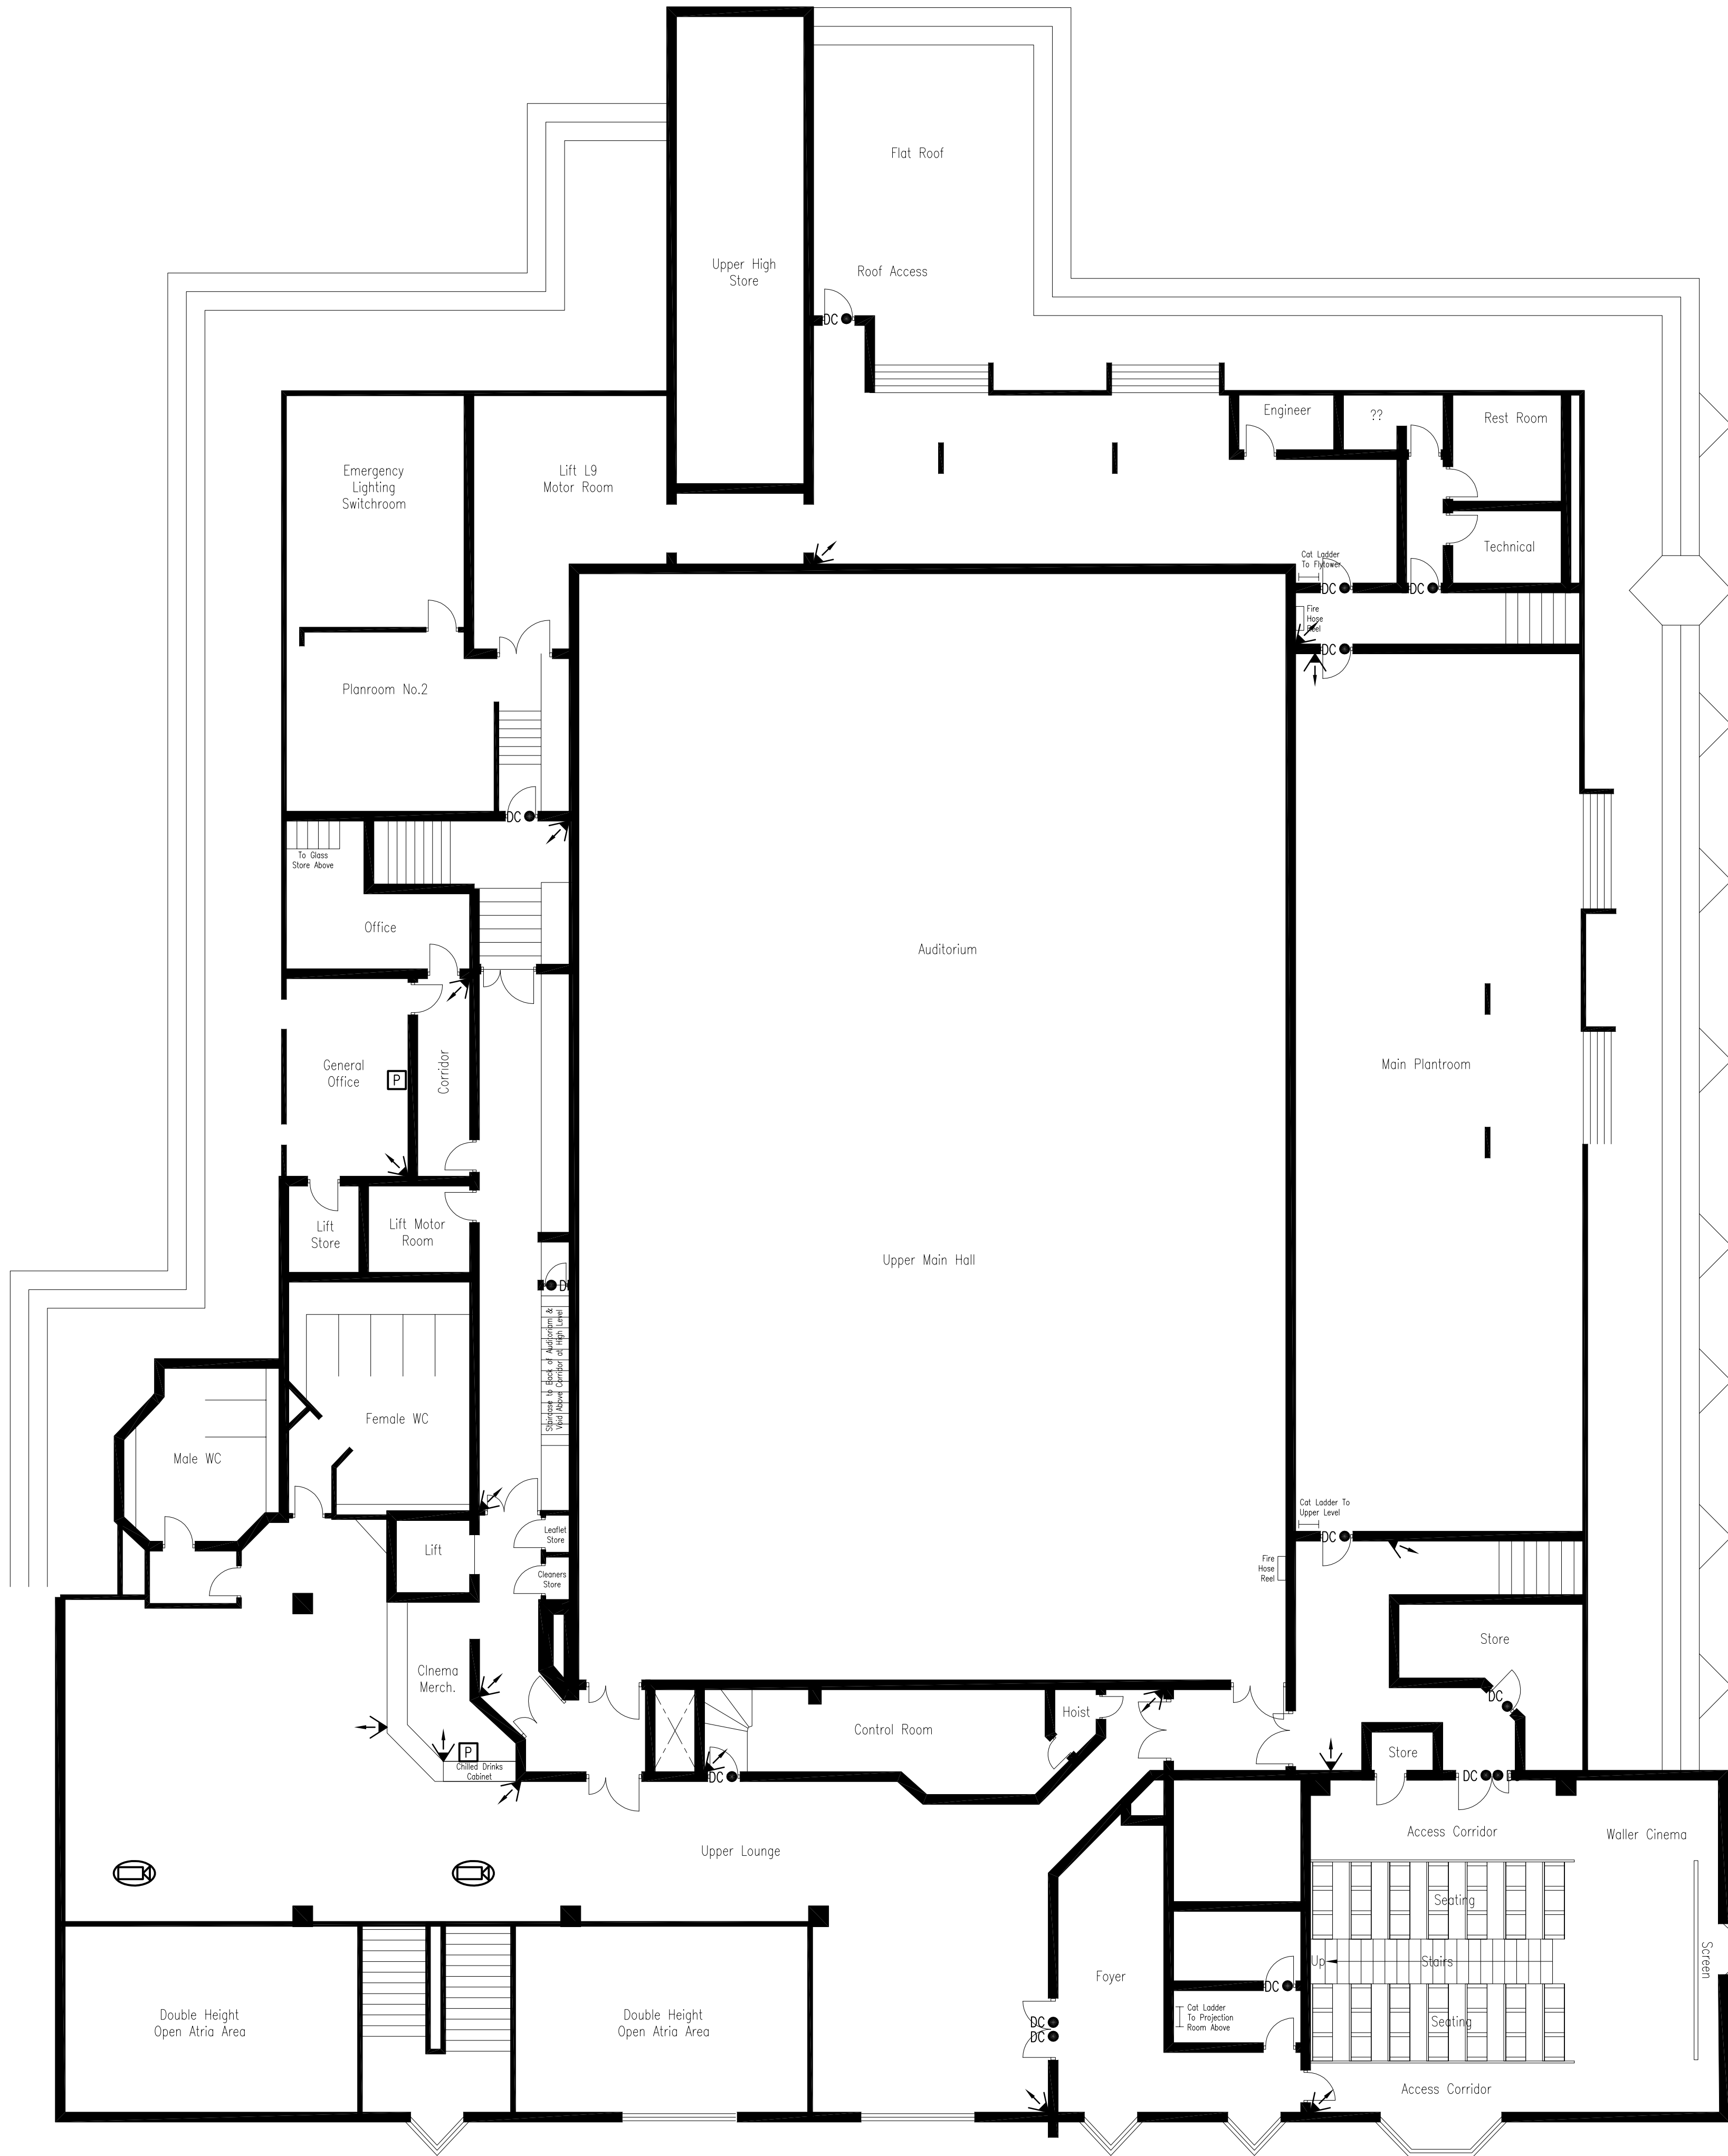 Flat Roof
Upper High
Store
Roof Access
DC
Engineer
??
Rest Room
Emergency
Lighting
Switchroom
Lift L9
Motor Room
Technical
Cat Ladder
To Flytower
DC
DC
Fire
Hose
Reel
DC
Planroom No.2
DC
To Glass
Store Above
Office
Auditorium
General
Office
P
Corridor
Main Plantroom
Lift
Store
Lift Motor
Room
Upper Main Hall
Staircase to Back of Auditoriam &
Void Above Corridor at High Level
Female WC
Male WC
Cat Ladder To
Upper Level
DC
Leaflet
Store
Lift
Cleaners
Store
Fire
Hose
Reel
Store
CInema
Merch.
DC
Hoist
Control Room
P
Chilled Drinks
Cabinet
Store
DC
DC
Access Corridor
Waller Cinema
Upper Lounge
Seating
Up
Stairs
Screen
Foyer
DC
Cat Ladder
To Projection
Room Above
Double Height
Open Atria Area
Double Height
Open Atria Area
DC
DC
Seating
Access Corridor